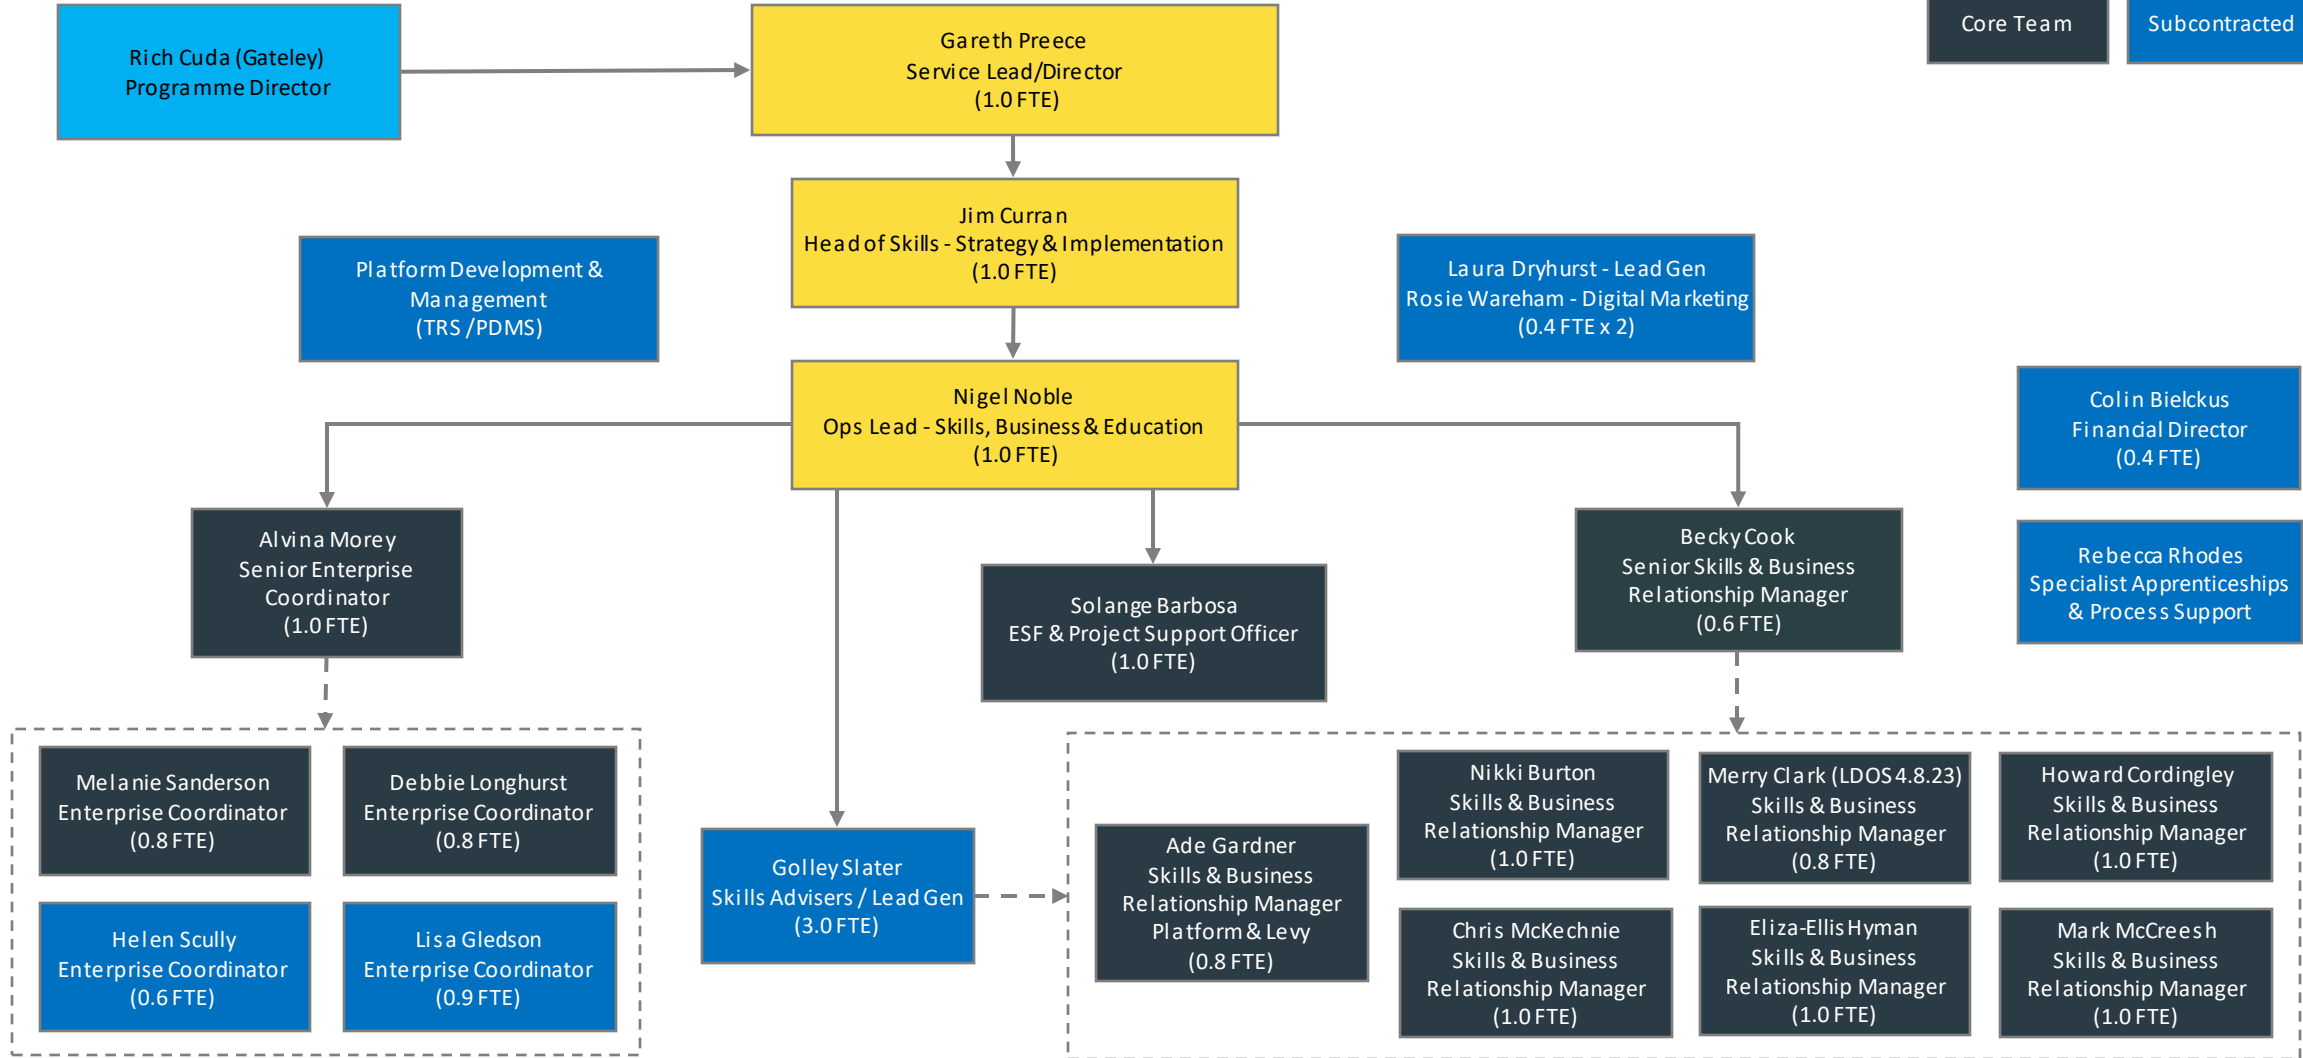 Core Team
Subcontracted
Rich Cuda (Gateley)
Programme Director
Gareth Preece
Service Lead/Director
(1.0 FTE)
Jim Curran
Head of Skills - Strategy & Implementation
(1.0 FTE)
Platform Development &
Management
(TRS /PDMS)
Laura Dryhurst - Lead Gen
Rosie Wareham - Digital Marketing
(0.4 FTE x 2)
Nigel Noble
Ops Lead - Skills, Business & Education
(1.0 FTE)
Colin Bielckus
Financial Director
(0.4 FTE)
Alvina Morey
Senior Enterprise
Coordinator
(1.0 FTE)
Solange Barbosa
ESF & Project Support Officer
(1.0 FTE)
Becky Cook
Senior Skills & Business
Relationship Manager
(0.6 FTE)
Rebecca Rhodes
Specialist Apprenticeships
& Process Support
Melanie Sanderson
Enterprise Coordinator
(0.8 FTE)
Debbie Longhurst
Enterprise Coordinator
(0.8 FTE)
Helen Scully
Enterprise Coordinator
(0.6 FTE)
Lisa Gledson
Enterprise Coordinator
(0.9 FTE)
Golley Slater
Skills Advisers / Lead Gen
(3.0 FTE)
Ade Gardner
Skills & Business
Relationship Manager
Platform & Levy
(0.8 FTE)
Nikki Burton
Skills & Business
Relationship Manager
(1.0 FTE)
Merry Clark (LDOS 4.8.23)
Skills & Business
Relationship Manager
(0.8 FTE)
Howard Cordingley
Skills & Business
Relationship Manager
(1.0 FTE)
Chris McKechnie
Skills & Business
Relationship Manager
(1.0 FTE)
Eliza-Ellis Hyman
Skills & Business
Relationship Manager
(1.0 FTE)
Mark McCreesh
Skills & Business
Relationship Manager
(1.0 FTE)